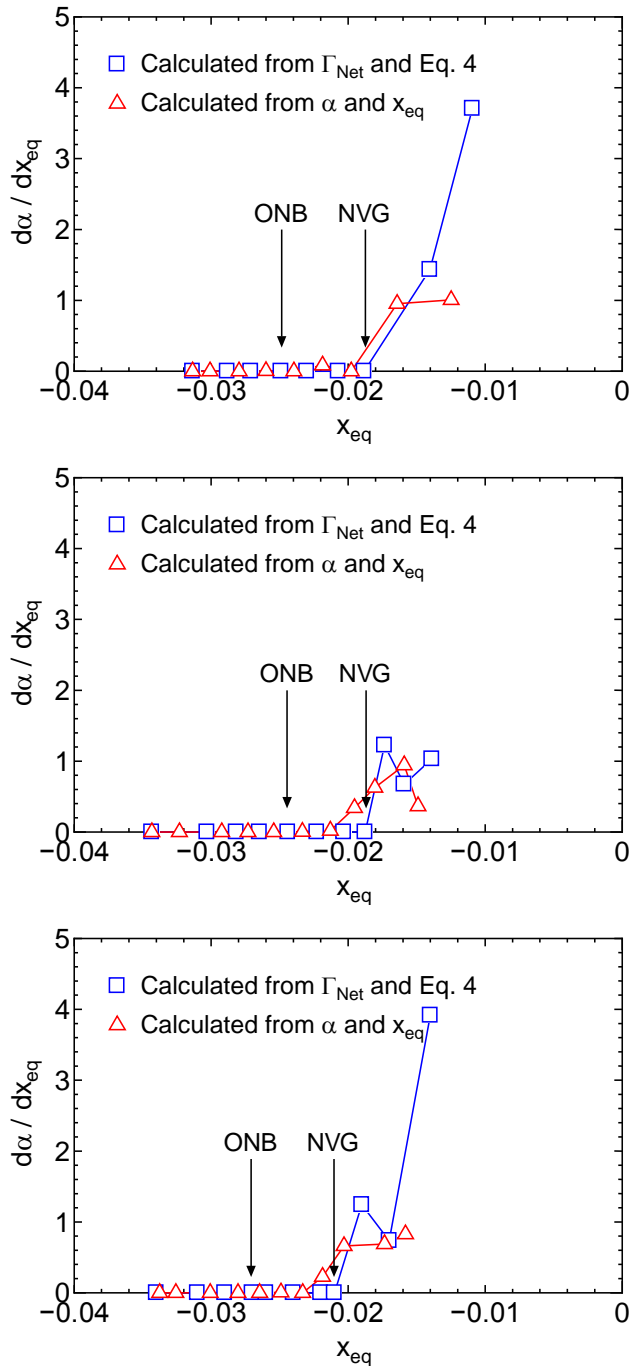 5
Calculated from Γ_Net and Eq. 4
4
Calculated from α and x_eq
3
dα / dx_eq
ONB
NVG
2
1
0
−0.04
−0.03
−0.02
−0.01
0
x_eq
5
Calculated from Γ_Net and Eq. 4
4
Calculated from α and x_eq
3
dα / dx_eq
ONB
NVG
2
1
0
−0.04
−0.03
−0.02
−0.01
0
x_eq
5
Calculated from Γ_Net and Eq. 4
4
Calculated from α and x_eq
3
dα / dx_eq
ONB
NVG
2
1
0
−0.04
−0.03
−0.02
−0.01
0
x_eq